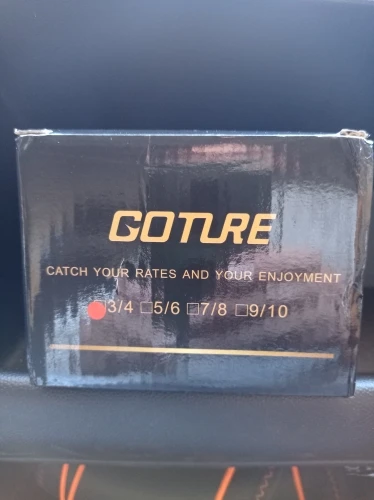 GOTURE
CATCH YOUR RATES AND YOUR ENJOYMENT
3/4 □5/6 □7/8 □9/10